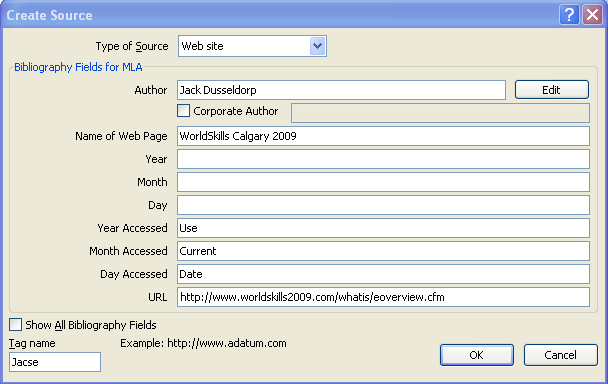 Create Source
Type of Source Web site
Bibliography Fields for MLA
Author Jack Dusseldorp Edit
Corporate Author
Name of Web Page WorldSkills Calgary 2009
Year
Month
Day
Year Accessed Use
Month Accessed Current
Day Accessed Date
URL http://www.worldskills2009.com/whatis/eoverview.cfm
Show All Bibliography Fields
Tag name Example: http://www.adatum.com
Jacse OK Cancel